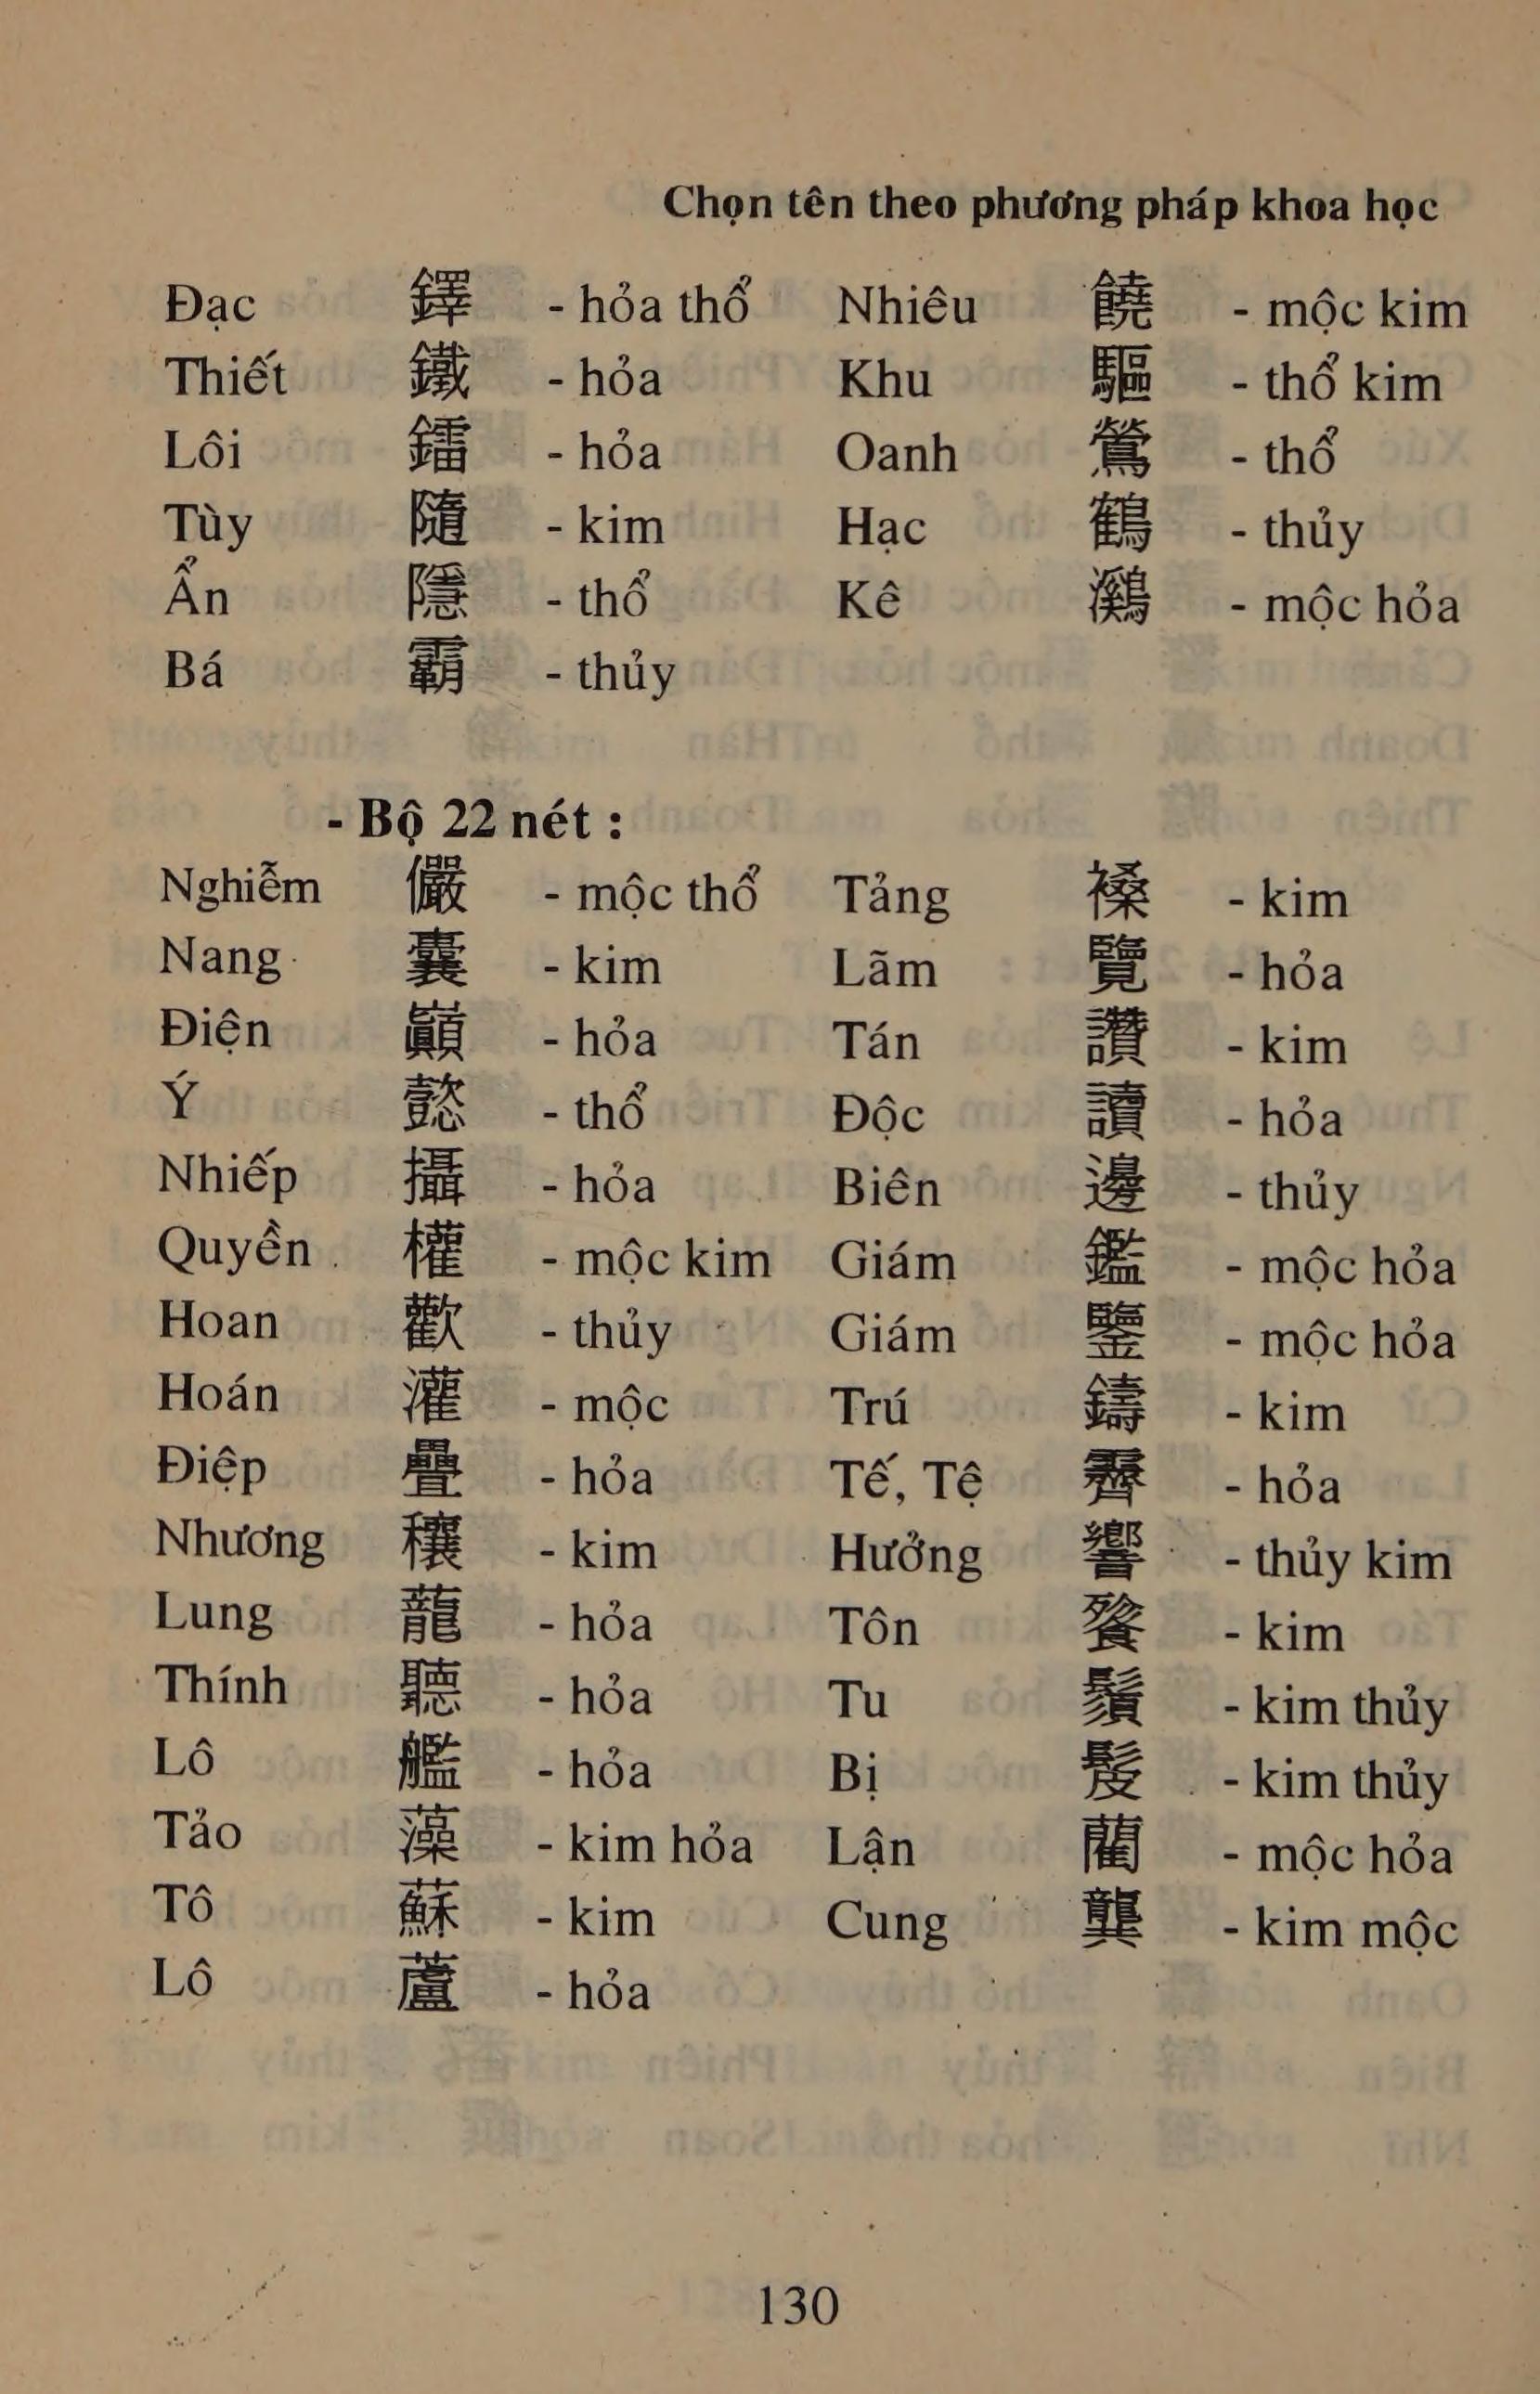 Chọn tên theo phương pháp khoa học
Đạc 鐸 - hỏa thổ Nhiêu 饒 - mộc kim
Thiết 鐵 - hỏa Khu 驅 - thổ kim
Lôi 鐳 - hỏa Oanh 鶯 - thổ
Tùy 隨 - kim Hạc 鶴 - thủy
Ẩn 隱 - thổ Kê 鸂 - mộc hỏa
Bá 霸 - thủy
- Bộ 22 nét :
Nghiễm 儼 - mộc thổ Tảng - kim
Nang 囊 - kim Lãm 覽 - hỏa
Điện 巔 - hỏa Tán 讚 - kim
Ý 懿 - thổ Độc 讀 - hỏa
Nhiếp 攝 - hỏa Biên 邊 - thủy
Quyền 權 - mộc kim Giám 鑑 - mộc hỏa
Hoan 歡 - thủy Giám 鑒 - mộc hỏa
Hoán 灌 - mộc Trú 鑄 - kim
Điệp 疊 - hỏa Tế, Tệ 霽 - hỏa
Nhương 穰 - kim Hưởng 響 - thủy kim
Lung 蘢 - hỏa Tôn 飧 - kim
Thính 聽 - hỏa Tu 鬚 - kim thủy
Lô 艦 - hỏa Bị 髲 - kim thủy
Tảo 藻 - kim hỏa Lận 藺 - mộc hỏa
Tô 蘇 - kim Cung 龔 - kim mộc
Lô 蘆 - hỏa
130